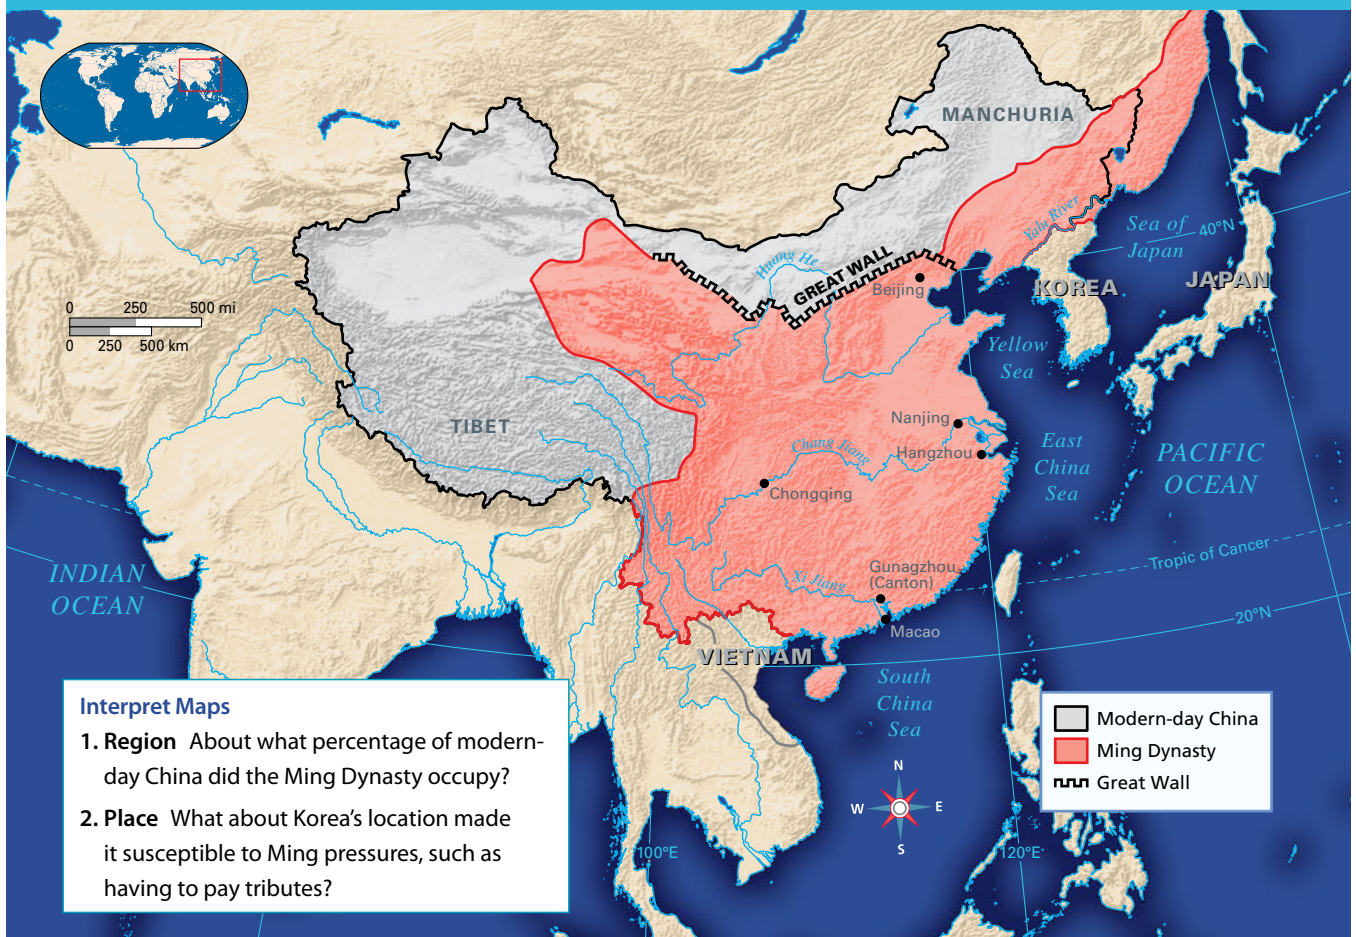 MANCHURIA
Yalu River
Sea of
Japan
40°N
Huang He
GREAT WALL
Beijing
KOREA
JAPAN
0 250 500 mi
0 250 500 km
Yellow
Sea
TIBET
Nanjing
Chang Jiang
Hangzhou
East
China
Sea
PACIFIC
OCEAN
Chongqing
Tropic of Cancer
INDIAN
OCEAN
Xi Jiang
Gunagzhou
(Canton)
Macao
20°N
VIETNAM
South
China
Sea
Interpret Maps
1. Region About what percentage of modern-
day China did the Ming Dynasty occupy?
2. Place What about Korea's location made
it susceptible to Ming pressures, such as
having to pay tributes?
Modern-day China
Ming Dynasty
Great Wall
N
W E
S
100°E
120°E